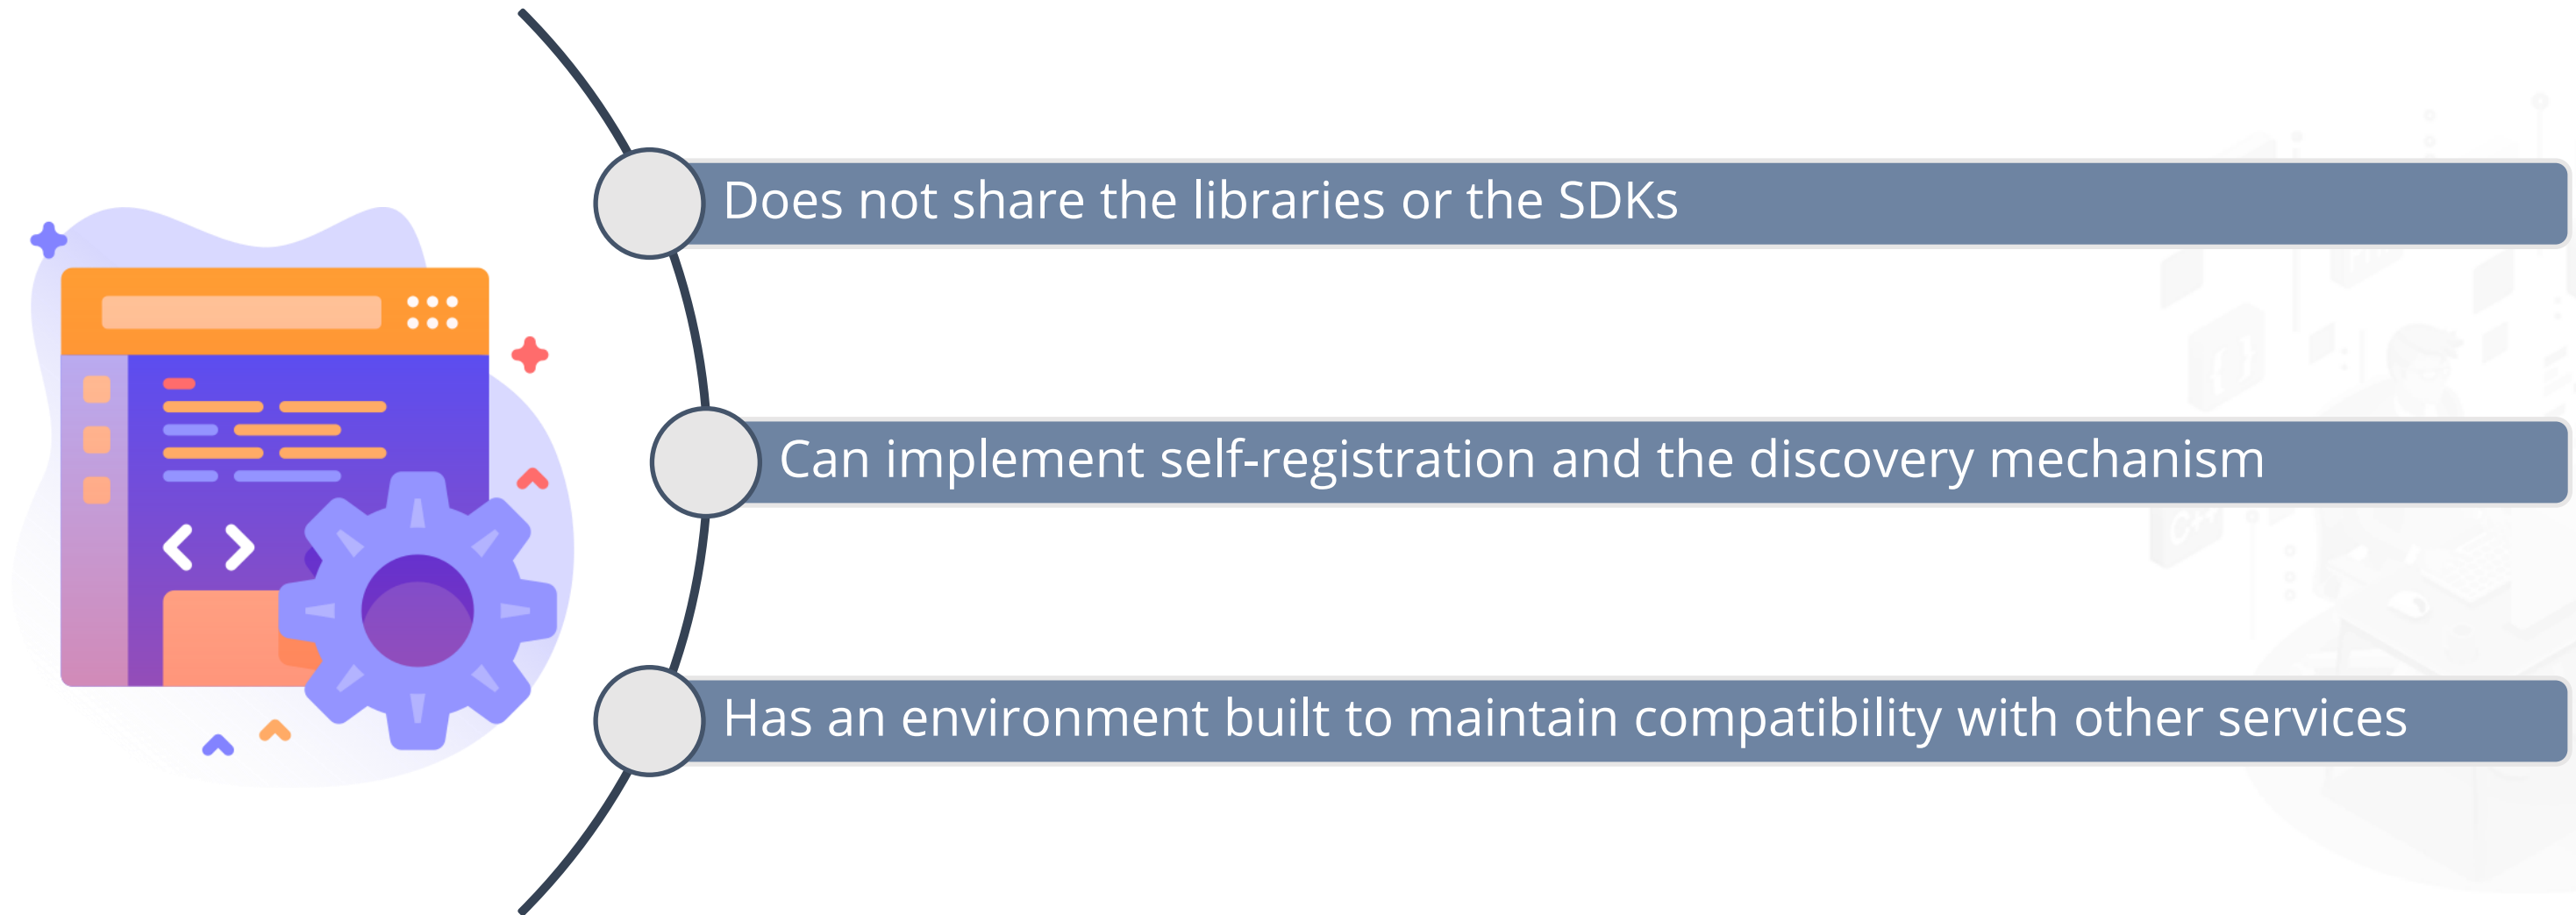 Does not share the libraries or the SDKs
Can implement self-registration and the discovery mechanism
Has an environment built to maintain compatibility with other services
C++